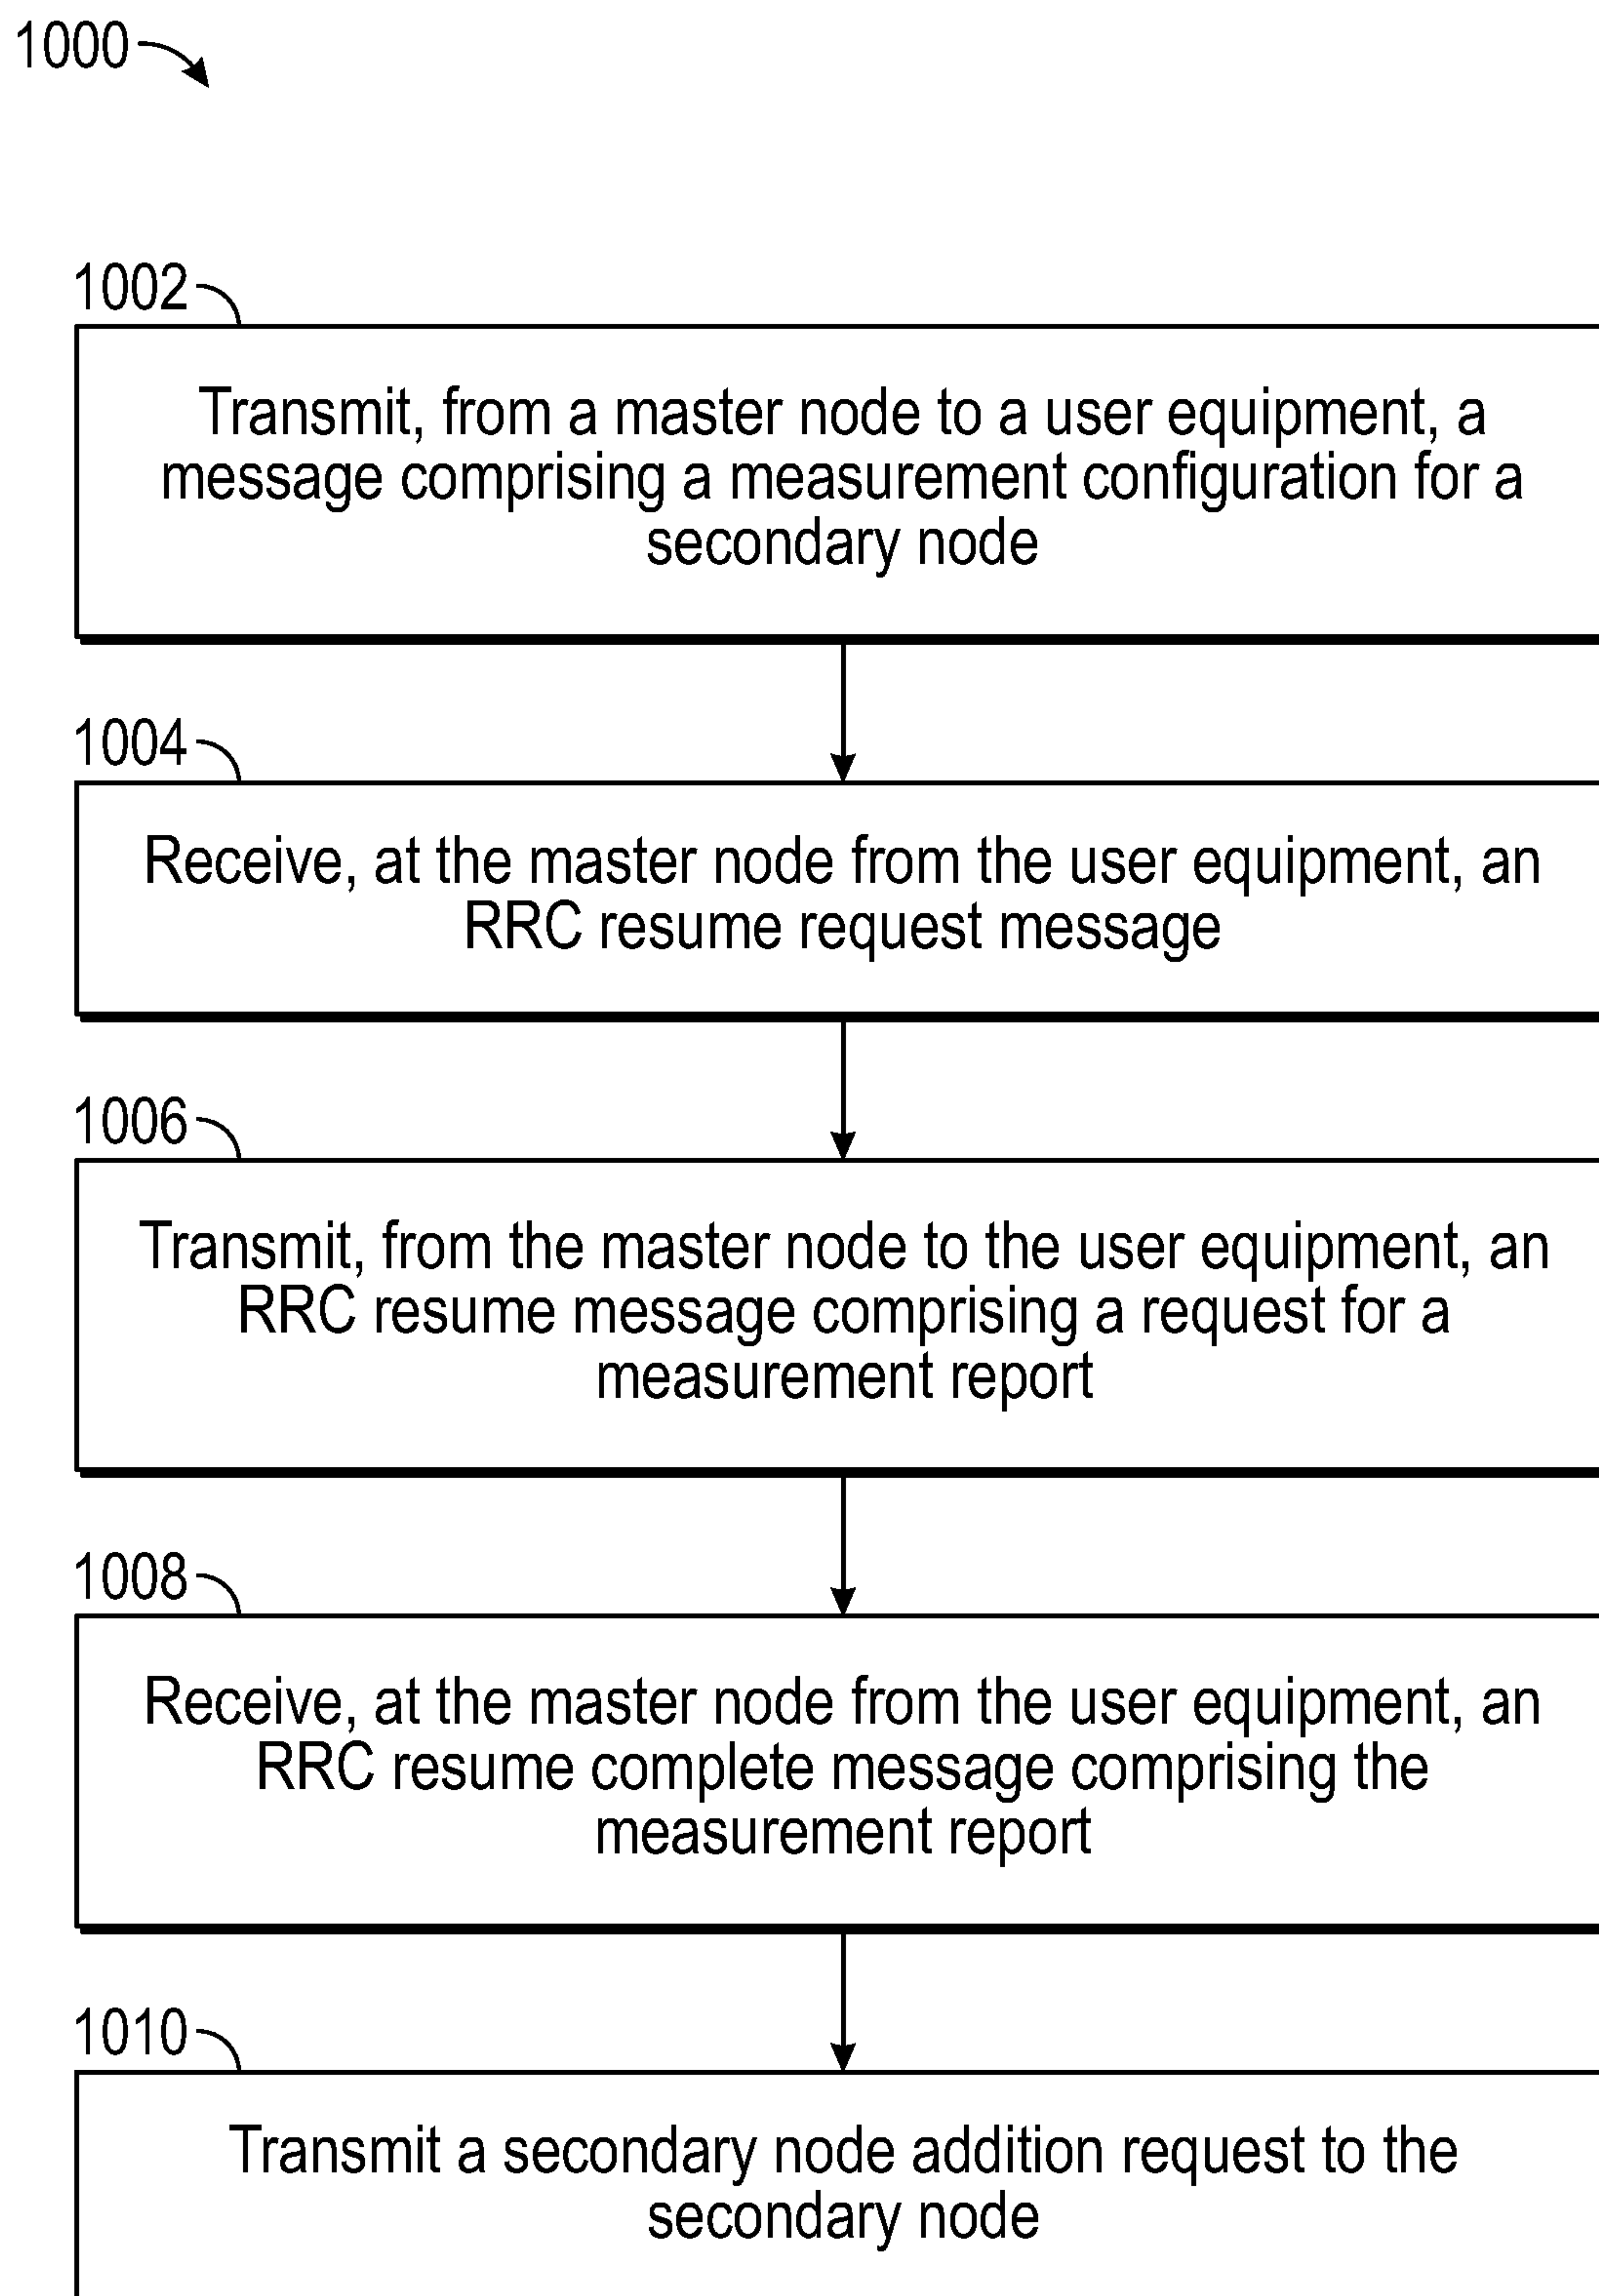 1000
1002
Transmit, from a master node to a user equipment, a
message comprising a measurement configuration for a
secondary node
1004
Receive, at the master node from the user equipment, an
RRC resume request message
1006
Transmit, from the master node to the user equipment, an
RRC resume message comprising a request for a
measurement report
1008
Receive, at the master node from the user equipment, an
RRC resume complete message comprising the
measurement report
1010
Transmit a secondary node addition request to the
secondary node